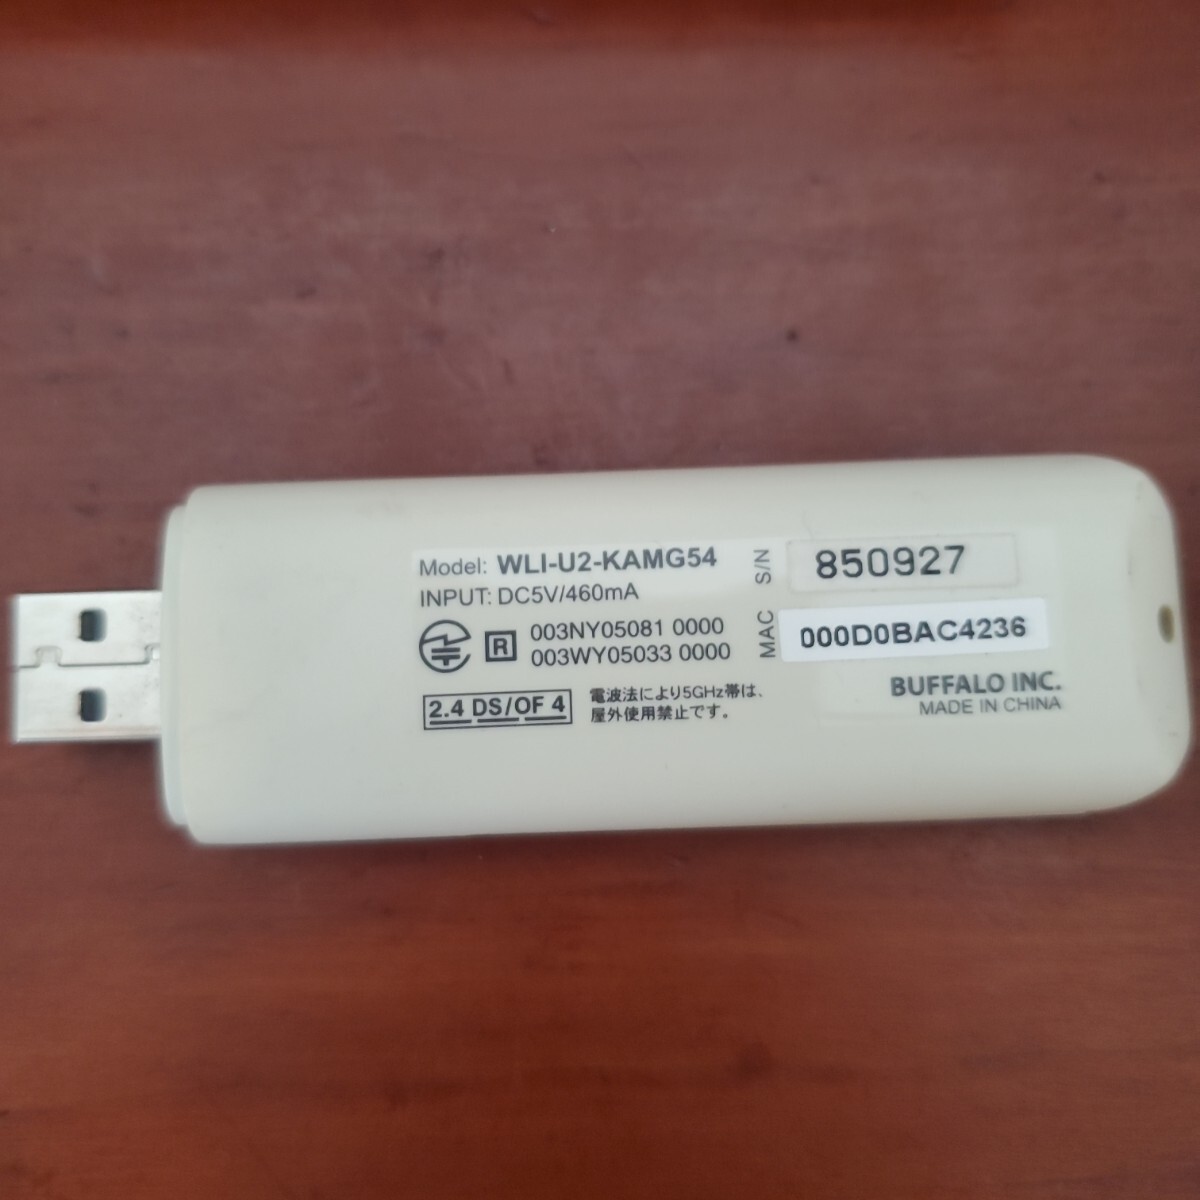 Model: WLI-U2-KAMG54
INPUT: DC5V/460mA
R 003NY05081 0000
003WY05033 0000
2.4 DS/OF 4
電波法により5GHz帯は、
屋外使用禁止です。
S/N 850927
MAC 000D0BAC4236
BUFFALO INC.
MADE IN CHINA